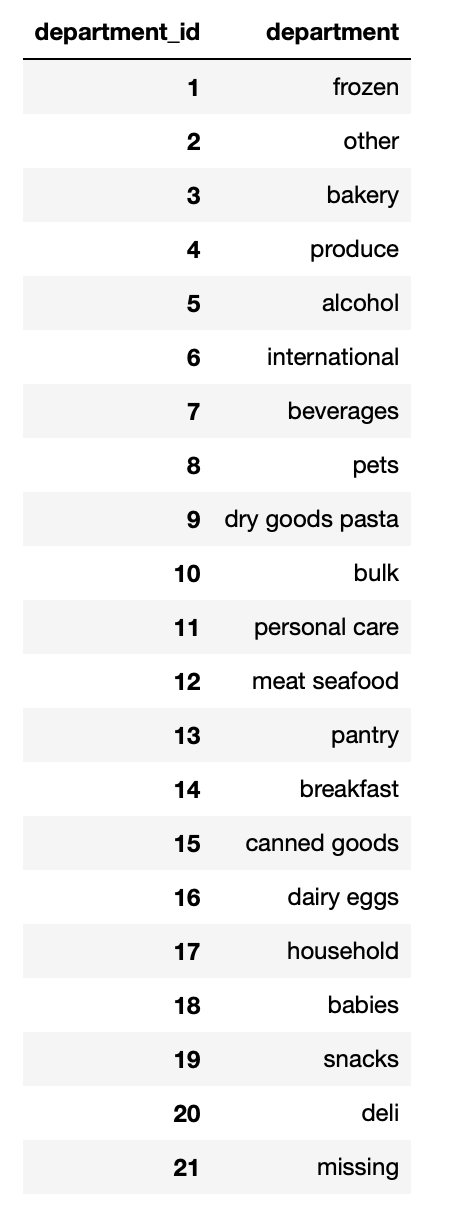 department_id department
1 frozen
2 other
3 bakery
4 produce
5 alcohol
6 international
7 beverages
8 pets
9 dry goods pasta
10 bulk
11 personal care
12 meat seafood
13 pantry
14 breakfast
15 canned goods
16 dairy eggs
17 household
18 babies
19 snacks
20 deli
21 missing